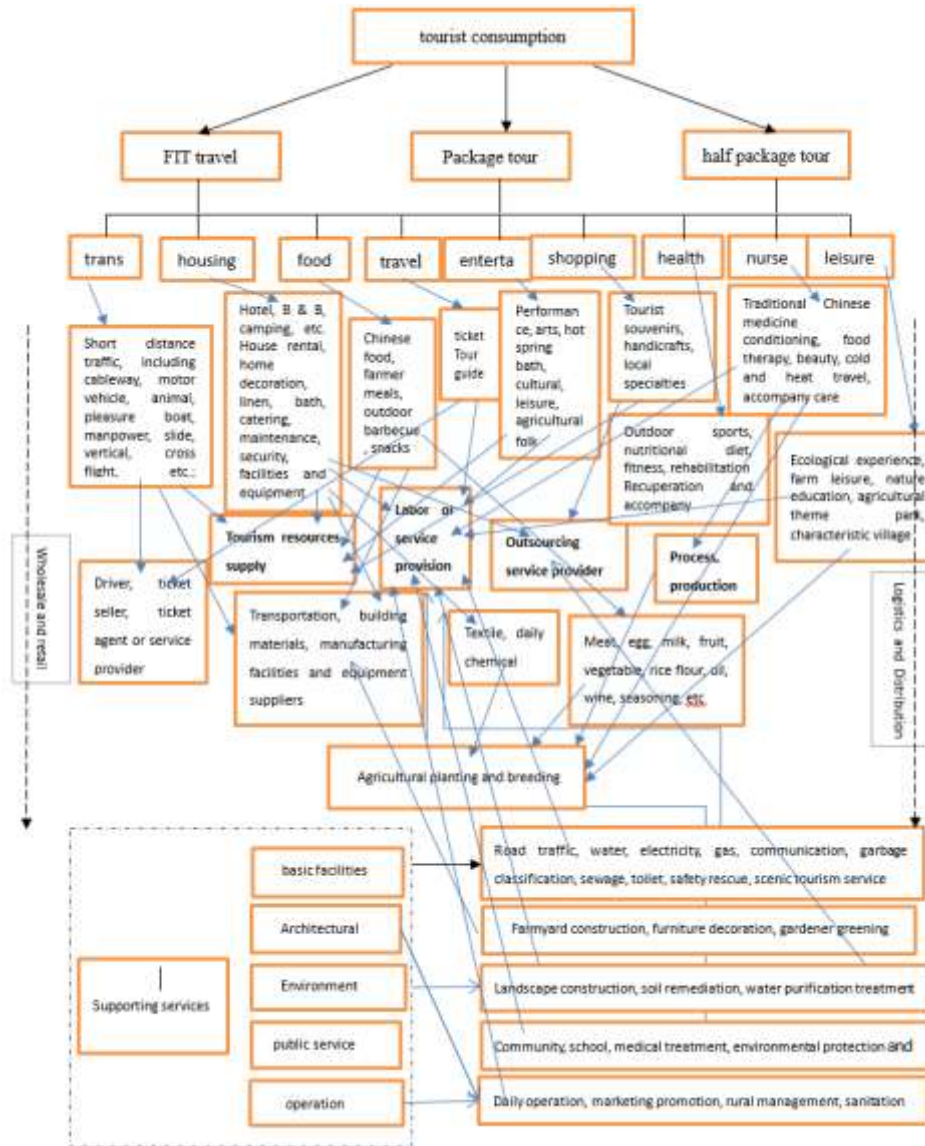 tourist consumption
FIT travel
Package tour
half package tour
trans
housing
food
travel
enterta
shopping
health
nurse
leisure
Short distance
traffic, including
cableway, motor
vehicle, animal,
pleasure boat,
manpower, slide,
vertical, cross
flight, etc.;
Hotel, B & B,
camping, etc.
House rental,
home
decoration,
linen, bath,
catering,
maintenance,
security,
facilities and
equipment
Chinese
food,
farmer
meals,
outdoor
barbecue
, snacks
ticket
Tour
guide
Performan
ce, arts, hot
spring
bath,
cultural,
leisure,
agricultural
folk
Tourist
souvenirs,
handicrafts,
local
specialties
Traditional Chinese
medicine
conditioning, food
therapy, beauty, cold
and heat travel,
accompany care
Outdoor sports,
nutritional diet,
fitness, rehabilitation
Recuperation and
accompany
Ecological experience,
farm leisure, nature
education, agricultural
theme park,
characteristic village
Wholesale and retail
Tourism resources
supply
Labor or
service
provision
Outsourcing
service provider
Process,
production
Logistics and Distribution
Driver, ticket
seller, ticket
agent or service
provider
Transportation, building
materials, manufacturing
facilities and equipment
suppliers
Textile, daily
chemical
Meat, egg, milk, fruit,
vegetable, rice flour, oil,
wine, seasoning, etc
Agricultural planting and breeding
Supporting services
basic facilities
Road traffic, water, electricity, gas, communication, garbage
classification, sewage, toilet, safety rescue, scenic tourism service
Architectural
Farmyard construction, furniture decoration, gardener greening
Environment
Landscape construction, soil remediation, water purification treatment
public service
Community, school, medical treatment, environmental protection and
operation
Daily operation, marketing promotion, rural management, sanitation